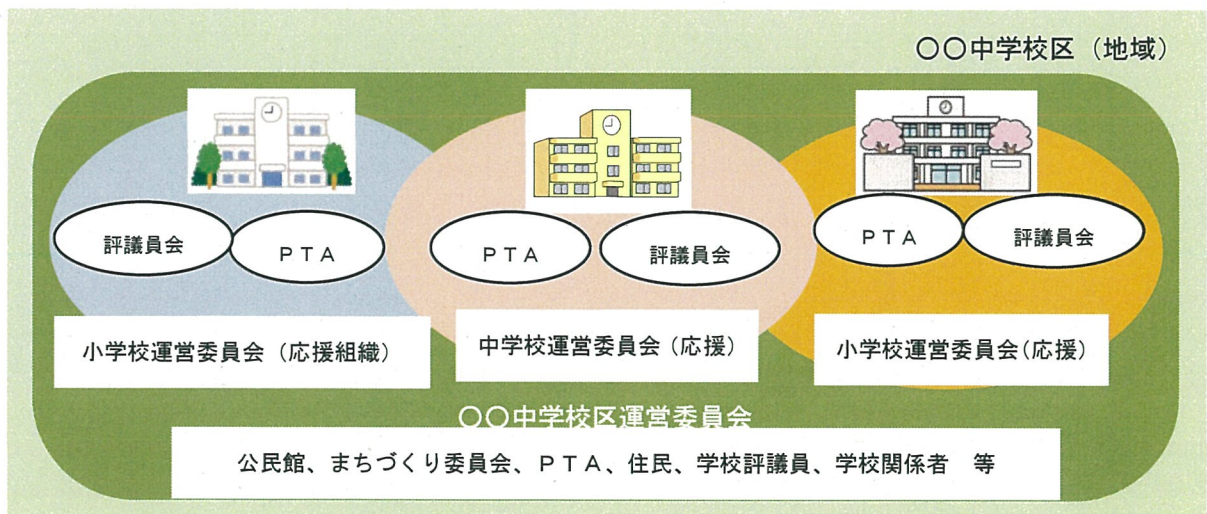 〇〇中学校区（地域）
評議員会
ＰＴＡ
ＰＴＡ
評議員会
ＰＴＡ
評議員会
小学校運営委員会（応援組織）
中学校運営委員会（応援）
小学校運営委員会（応援）
〇〇中学校区運営委員会
公民館、まちづくり委員会、ＰＴＡ、住民、学校評議員、学校関係者　等